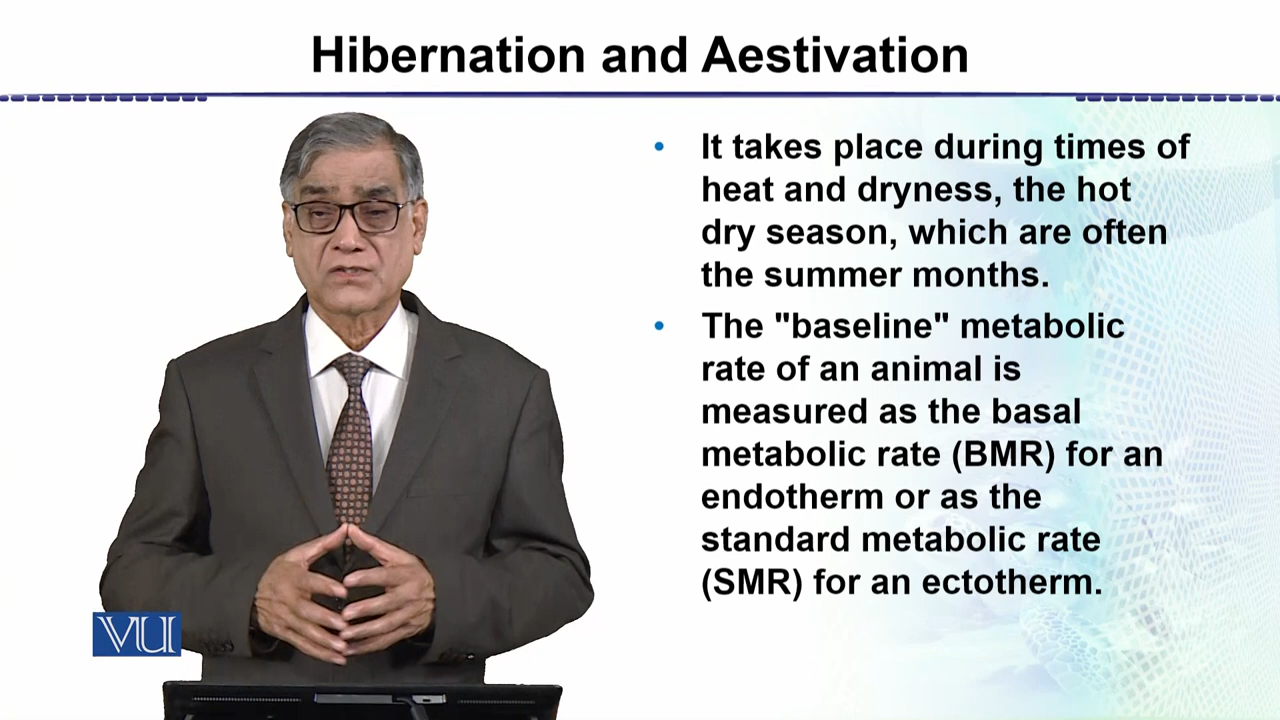 Hibernation and Aestivation
• It takes place during times of
heat and dryness, the hot
dry season, which are often
the summer months.
• The "baseline" metabolic
rate of an animal is
measured as the basal
metabolic rate (BMR) for an
endotherm or as the
standard metabolic rate
(SMR) for an ectotherm.
VU